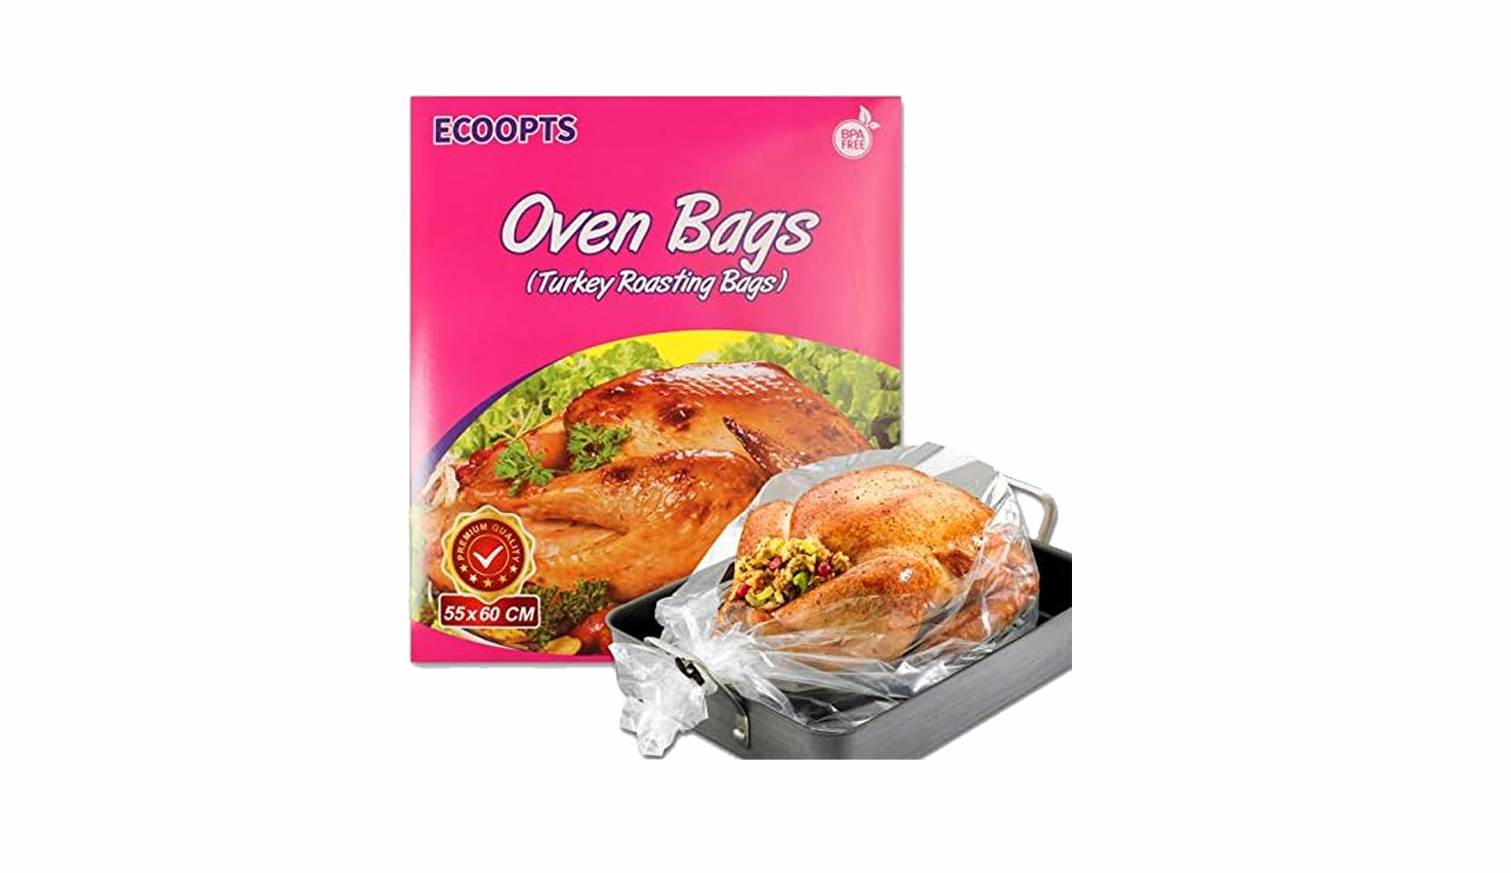 ECOOPTS
BPA
FREE
Oven Bags
(Turkey Roasting Bags)
PREMIUM QUALITY
55x60 CM